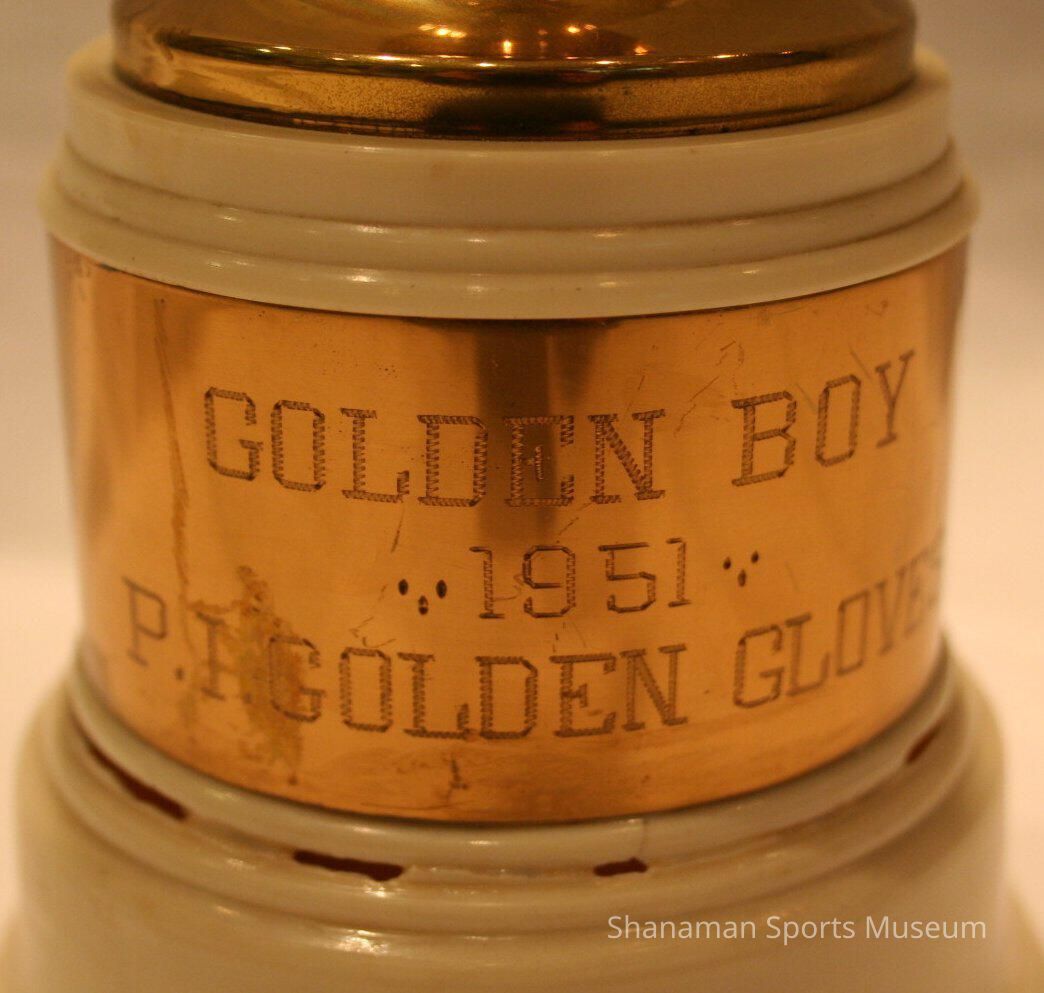 GOLDEN BOY
1951
P.I. GOLDEN GLOVES
Shanaman Sports Museum